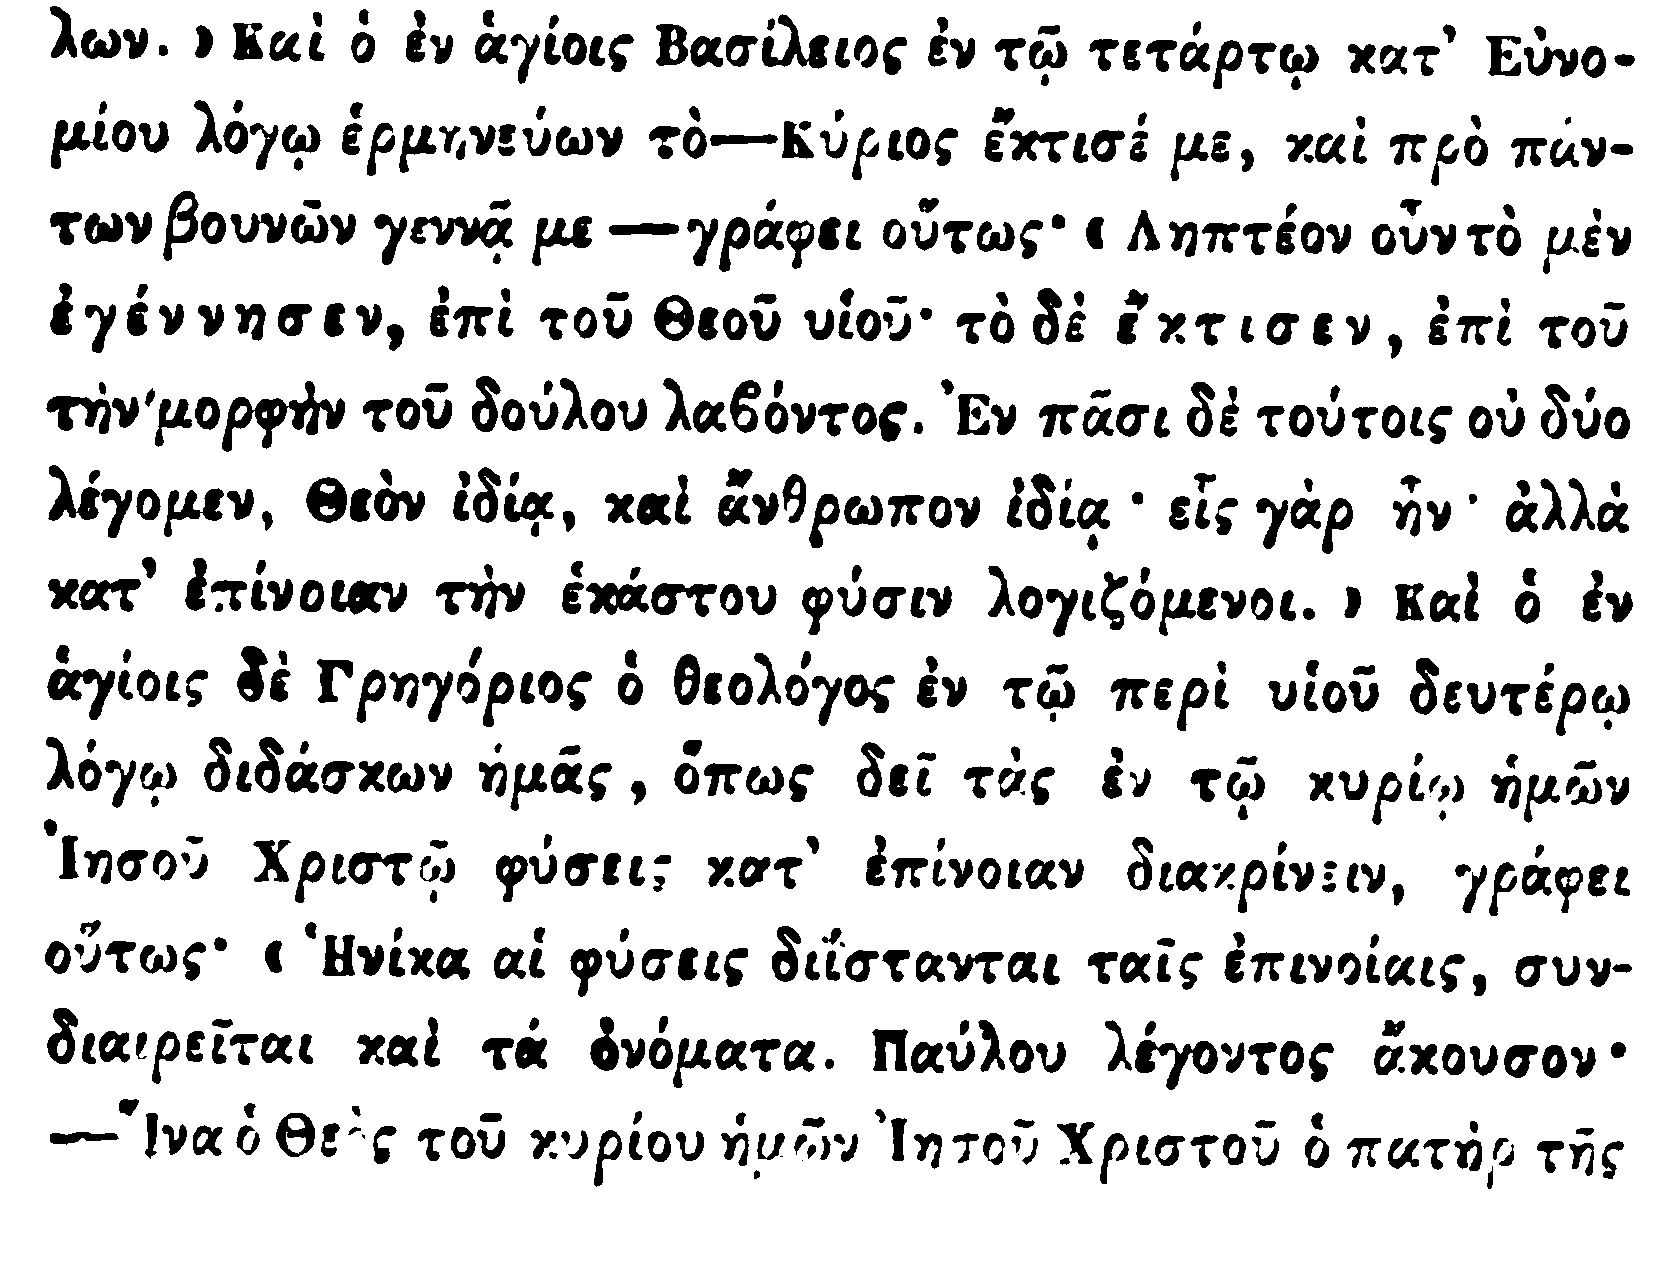 λων. » Καὶ ὁ ἐν ἁγίοις Βασίλειος ἐν τῷ τετάρτῳ κατ' Εὐνο-
μίου λόγῳ ἑρμηνεύων τὸ—Κύριος ἔκτισέ με, καὶ πρὸ πάν-
των βουνῶν γεννᾷ με —γράφει οὕτως· « Ληπτέον οὖν τὸ μὲν
ἐγέννησεν, ἐπὶ τοῦ Θεοῦ υἱοῦ· τὸ δὲ ἔκτισεν, ἐπὶ τοῦ
τὴν μορφὴν τοῦ δούλου λαβόντος. Ἐν πᾶσι δὲ τούτοις οὐ δύο
λέγομεν, Θεὸν ἰδίᾳ, καὶ ἄνθρωπον ἰδίᾳ · εἷς γὰρ ἦν · ἀλλὰ
κατ' ἐπίνοιαν τὴν ἑκάστου φύσιν λογιζόμενοι. » Καὶ ὁ ἐν
ἁγίοις δὲ Γρηγόριος ὁ θεολόγος ἐν τῷ περὶ υἱοῦ δευτέρῳ
λόγῳ διδάσκων ἡμᾶς, ὅπως δεῖ τὰς ἐν τῷ κυρίῳ ἡμῶν
Ἰησοῦ Χριστῷ φύσεις κατ' ἐπίνοιαν διακρίνειν, γράφει
οὕτως· « Ἡνίκα αἱ φύσεις διΐστανται ταῖς ἐπινοίαις, συν-
διαιρεῖται καὶ τὰ ὀνόματα. Παύλου λέγοντος ἄκουσον·
—Ἵνα ὁ Θεὸς τοῦ κυρίου ἡμῶν Ἰησοῦ Χριστοῦ ὁ πατὴρ τῆς